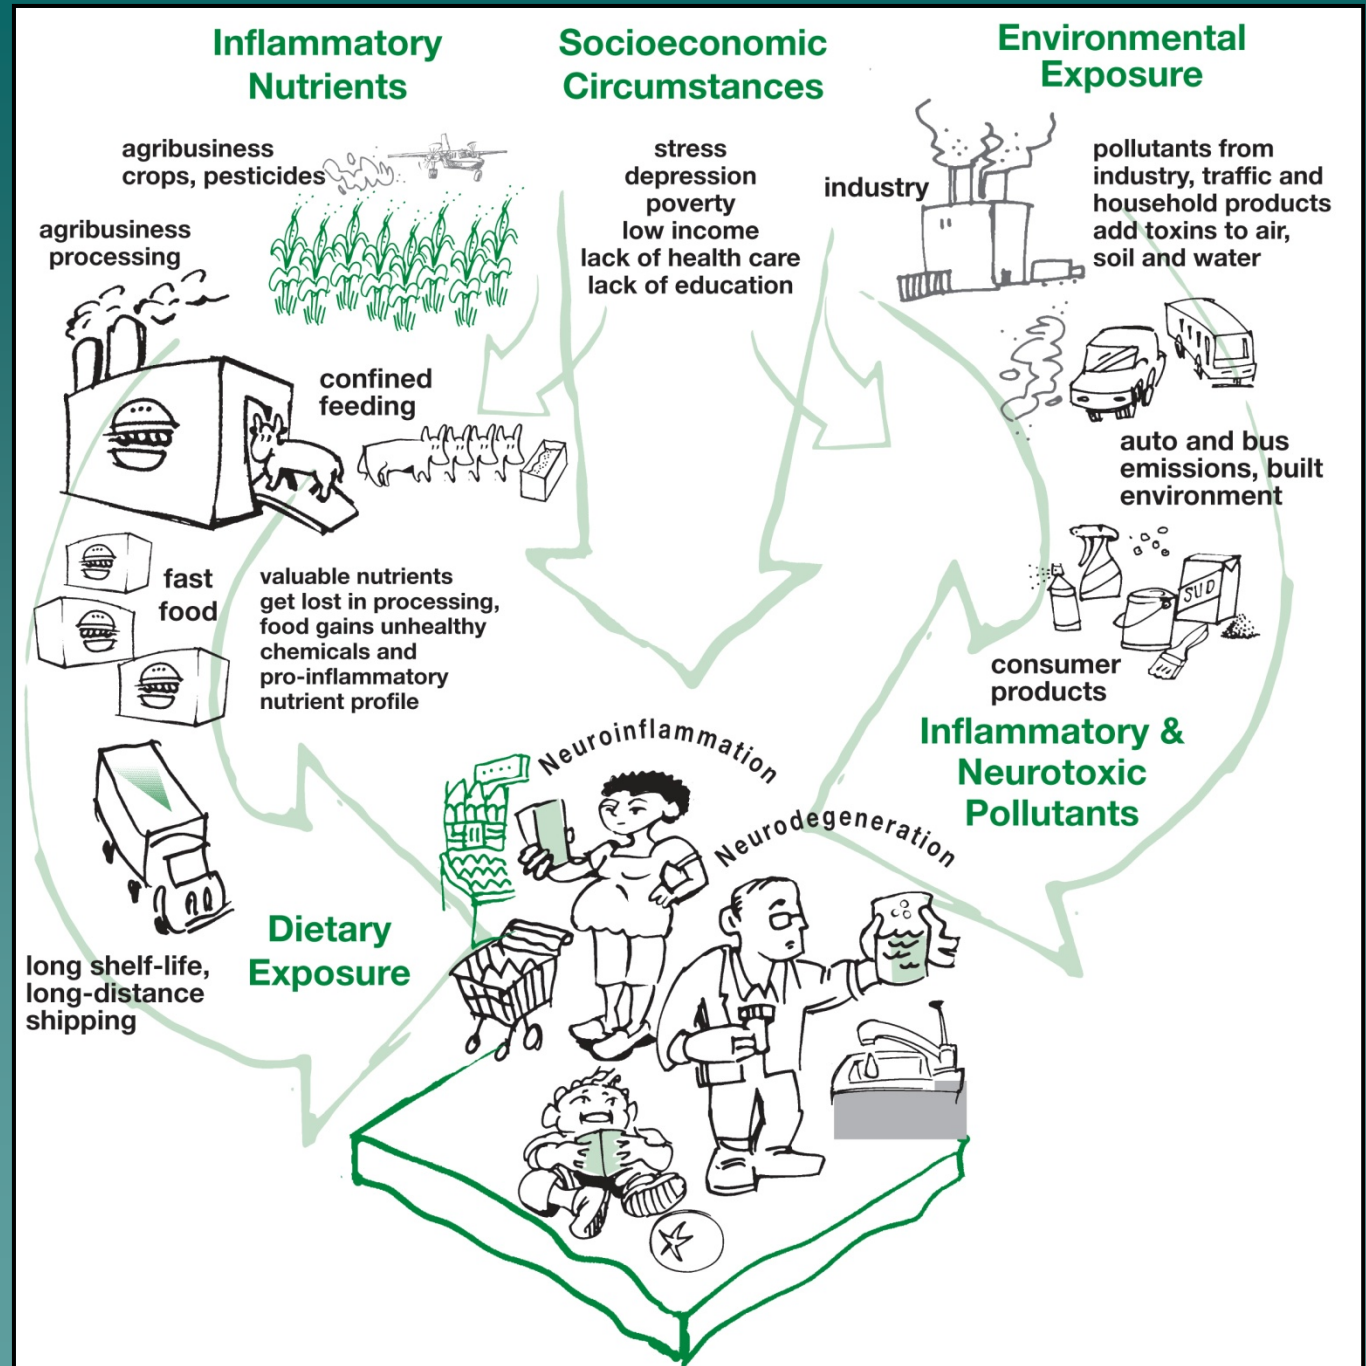 Inflammatory
Nutrients
agribusiness
crops, pesticides
agribusiness
processing
confined
feeding
fast
food
valuable nutrients
get lost in processing,
food gains unhealthy
chemicals and
pro-inflammatory
nutrient profile
long shelf-life,
long-distance
shipping
Dietary
Exposure
Socioeconomic
Circumstances
stress
depression
poverty
low income
lack of health care
lack of education
Environmental
Exposure
industry
pollutants from
industry, traffic and
household products
add toxins to air,
soil and water
auto and bus
emissions, built
environment
SUD
consumer
products
Inflammatory &
Neurotoxic
Pollutants
Neuroinflammation
Neurodegeneration